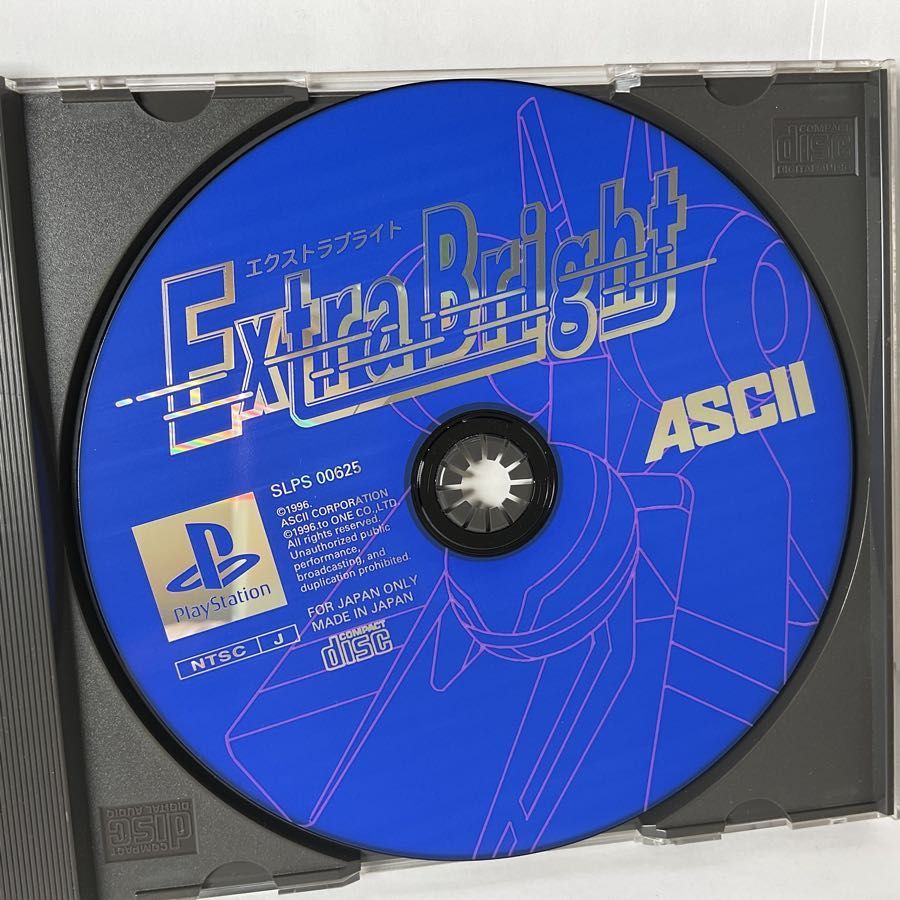 COMPACT
disc
DIGITAL AUDIO
エクストラブライト
ExtraBright
ASCII
SLPS 00625
©1996.
ASCII CORPORATION
©1996.to ONE CO.,LTD.
All rights reserved.
Unauthorized public
performance,
broadcasting, and
duplication prohibited.
FOR JAPAN ONLY
MADE IN JAPAN
PlayStation
NTSC J
COMPACT
disc
COMPACT
disc
DIGITAL AUDIO